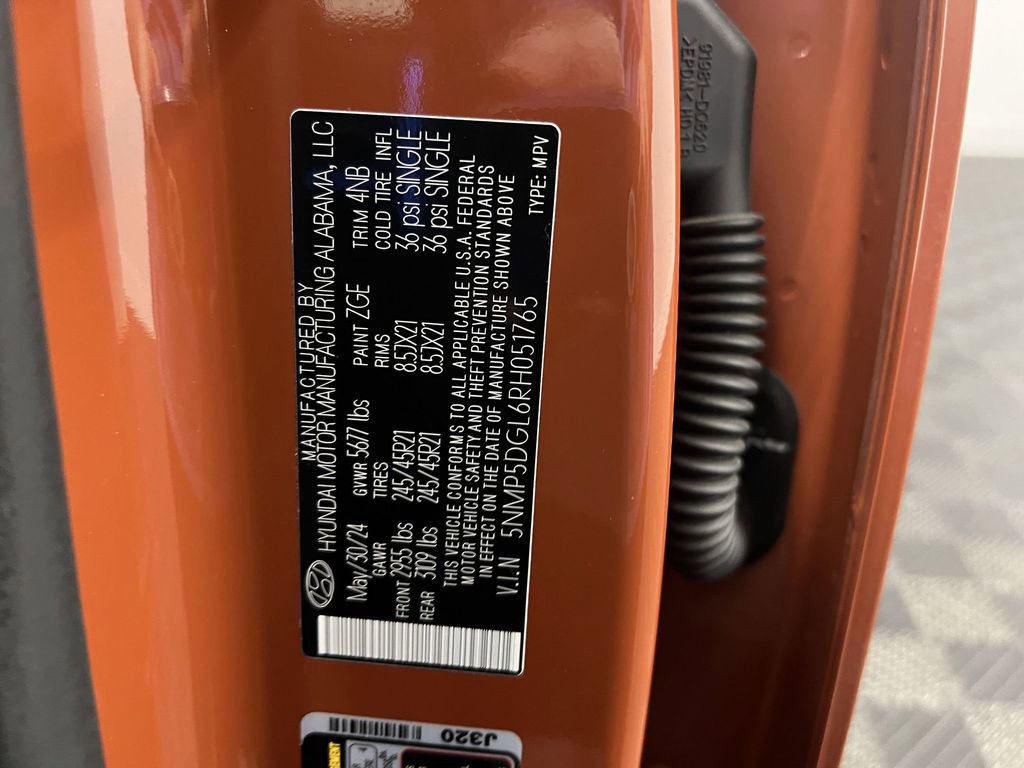 MANUFACTURED BY
HYUNDAI MOTOR MANUFACTURING ALABAMA, LLC
May/30/24 GVWR 5677 lbs PAINT ZGE TRIM 4NB
GAWR TIRES RIMS COLD TIRE INFL
FRONT 2955 lbs 245/45R21 8.51X21 36 psi SINGLE
REAR 3109 lbs 245/45R21 8.51X21 36 psi SINGLE
THIS VEHICLE CONFORMS TO ALL APPLICABLE U.S.A. FEDERAL
MOTOR VEHICLE SAFETY AND THEFT PREVENTION STANDARDS
IN EFFECT ON THE DATE OF MANUFACTURE SHOWN ABOVE
V.I.N 5NMP5DGL6RH051765 TYPE: MPV
J320